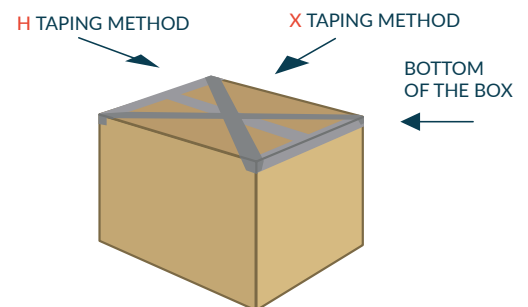 H TAPING METHOD
X TAPING METHOD
BOTTOM
OF THE BOX